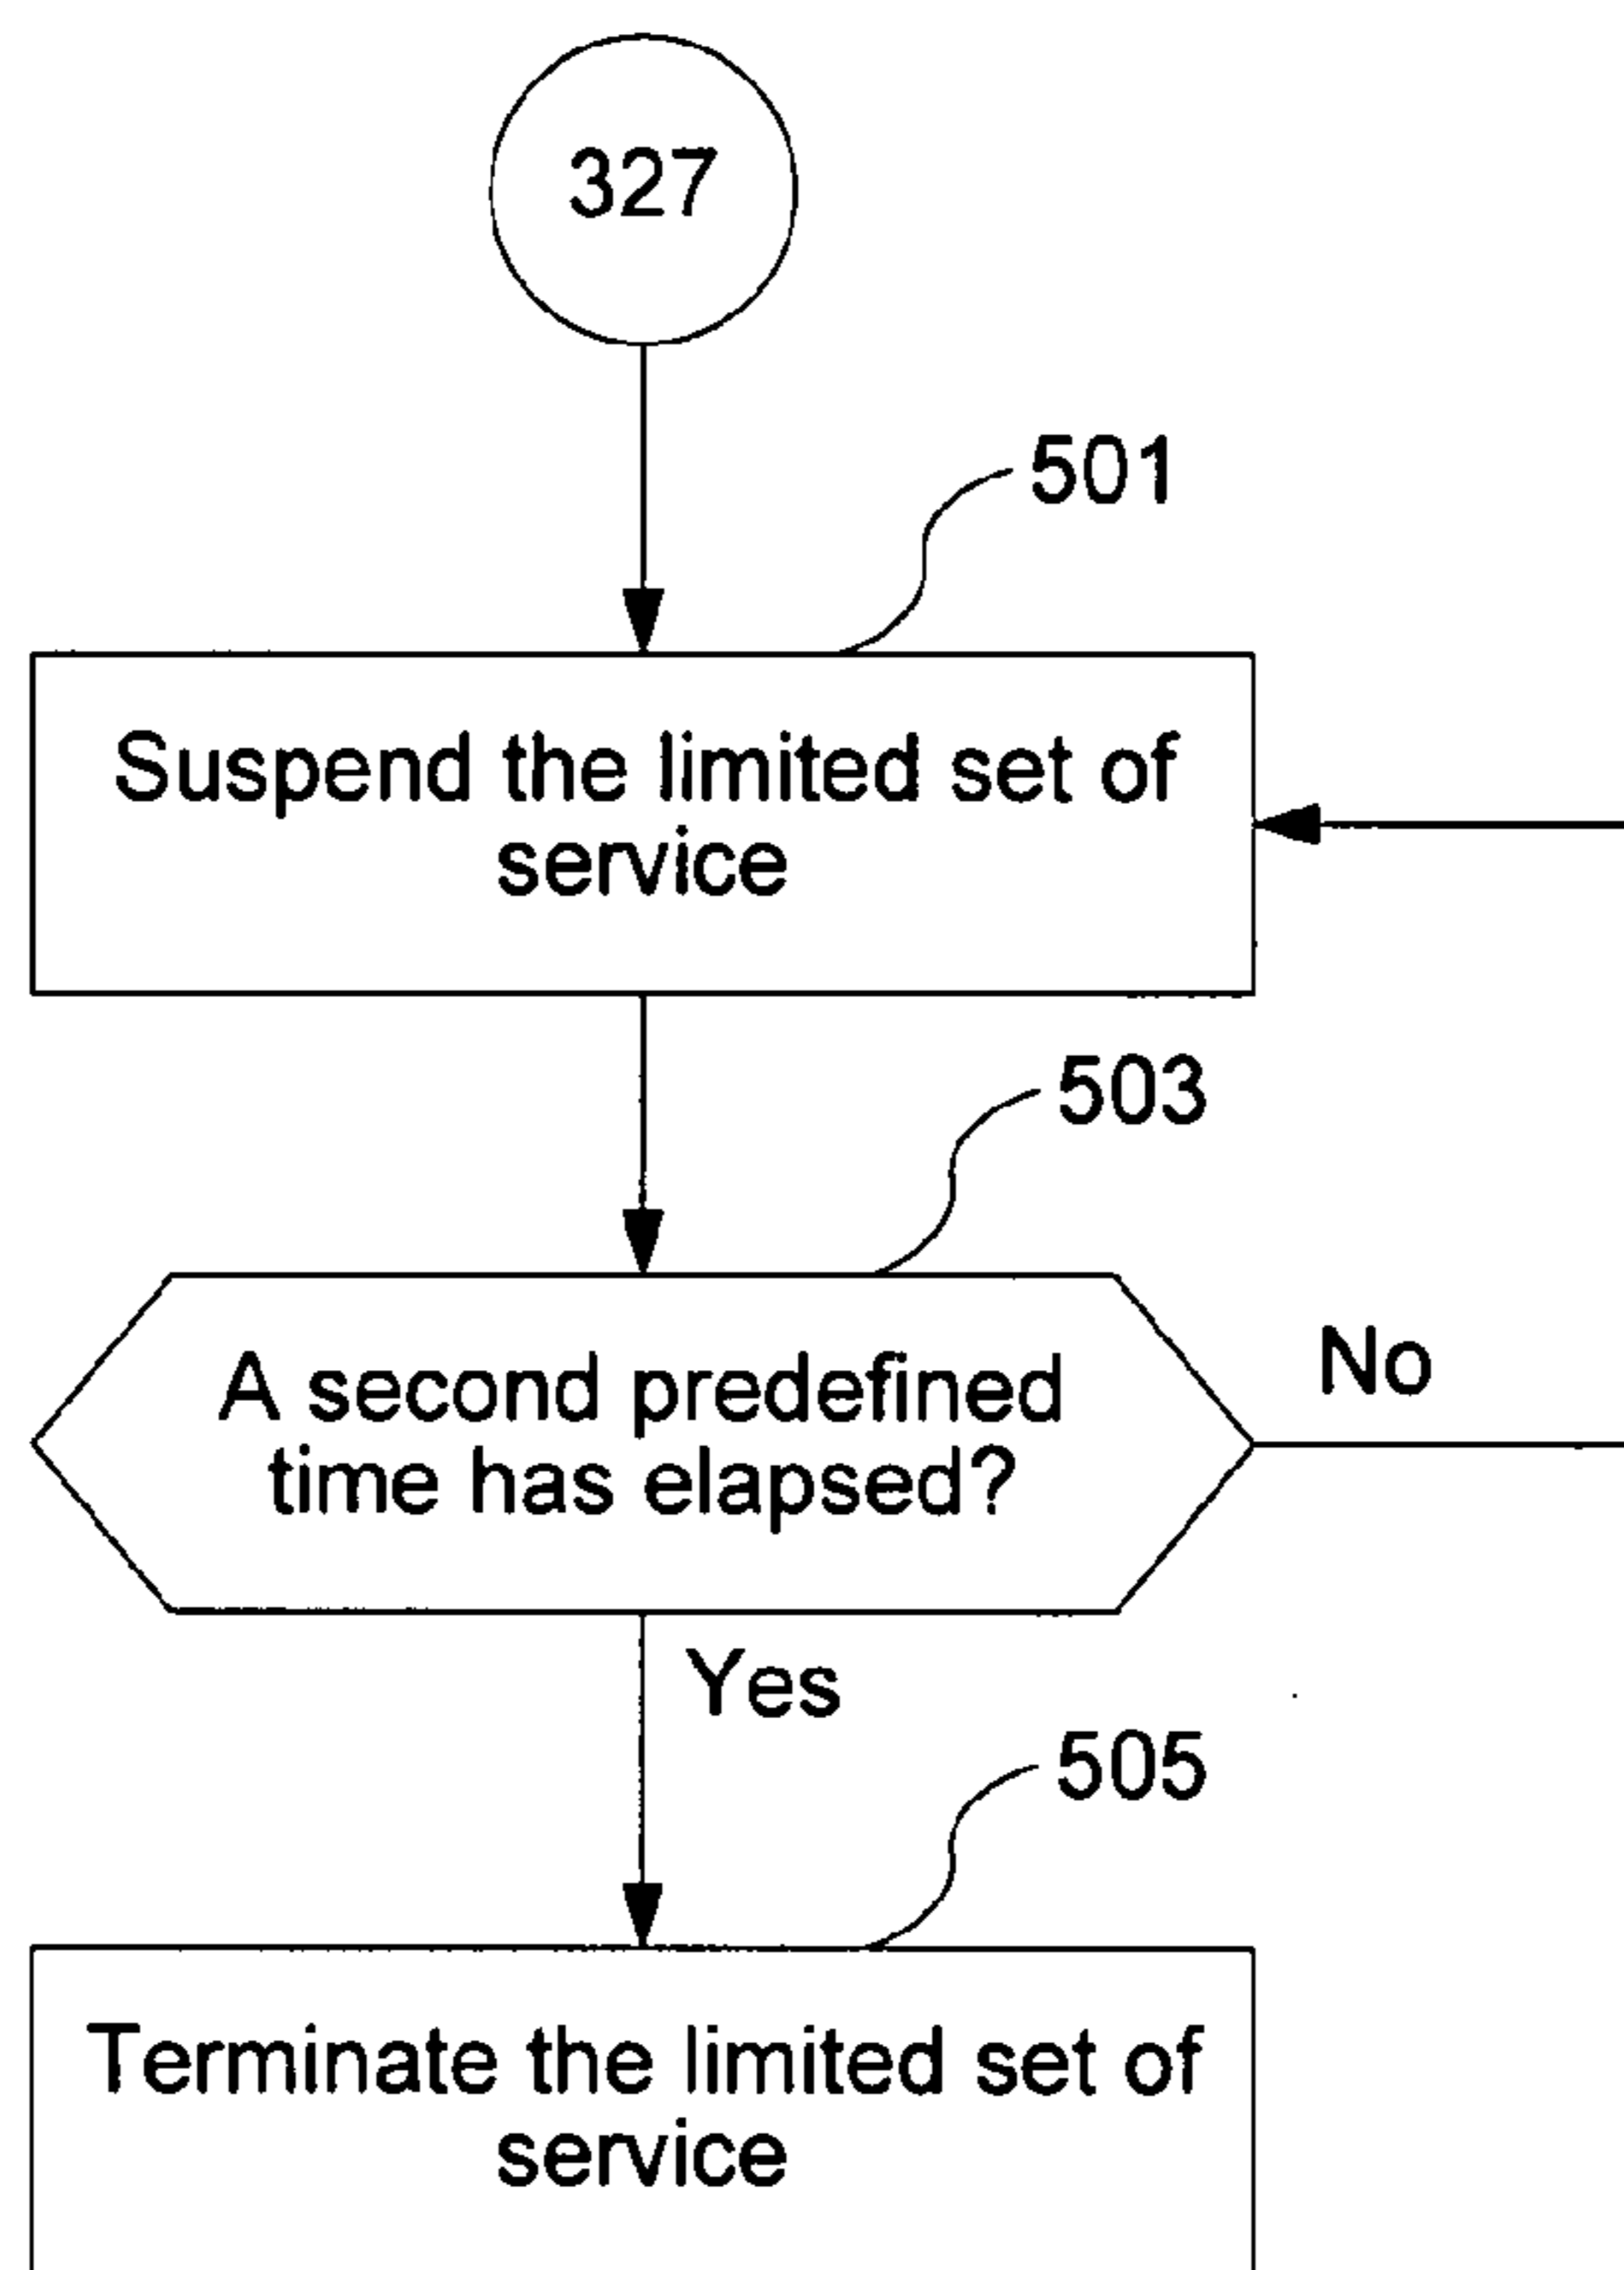 327
501
Suspend the limited set of
service
503
A second predefined
time has elapsed?
No
Yes
505
Terminate the limited set of
service